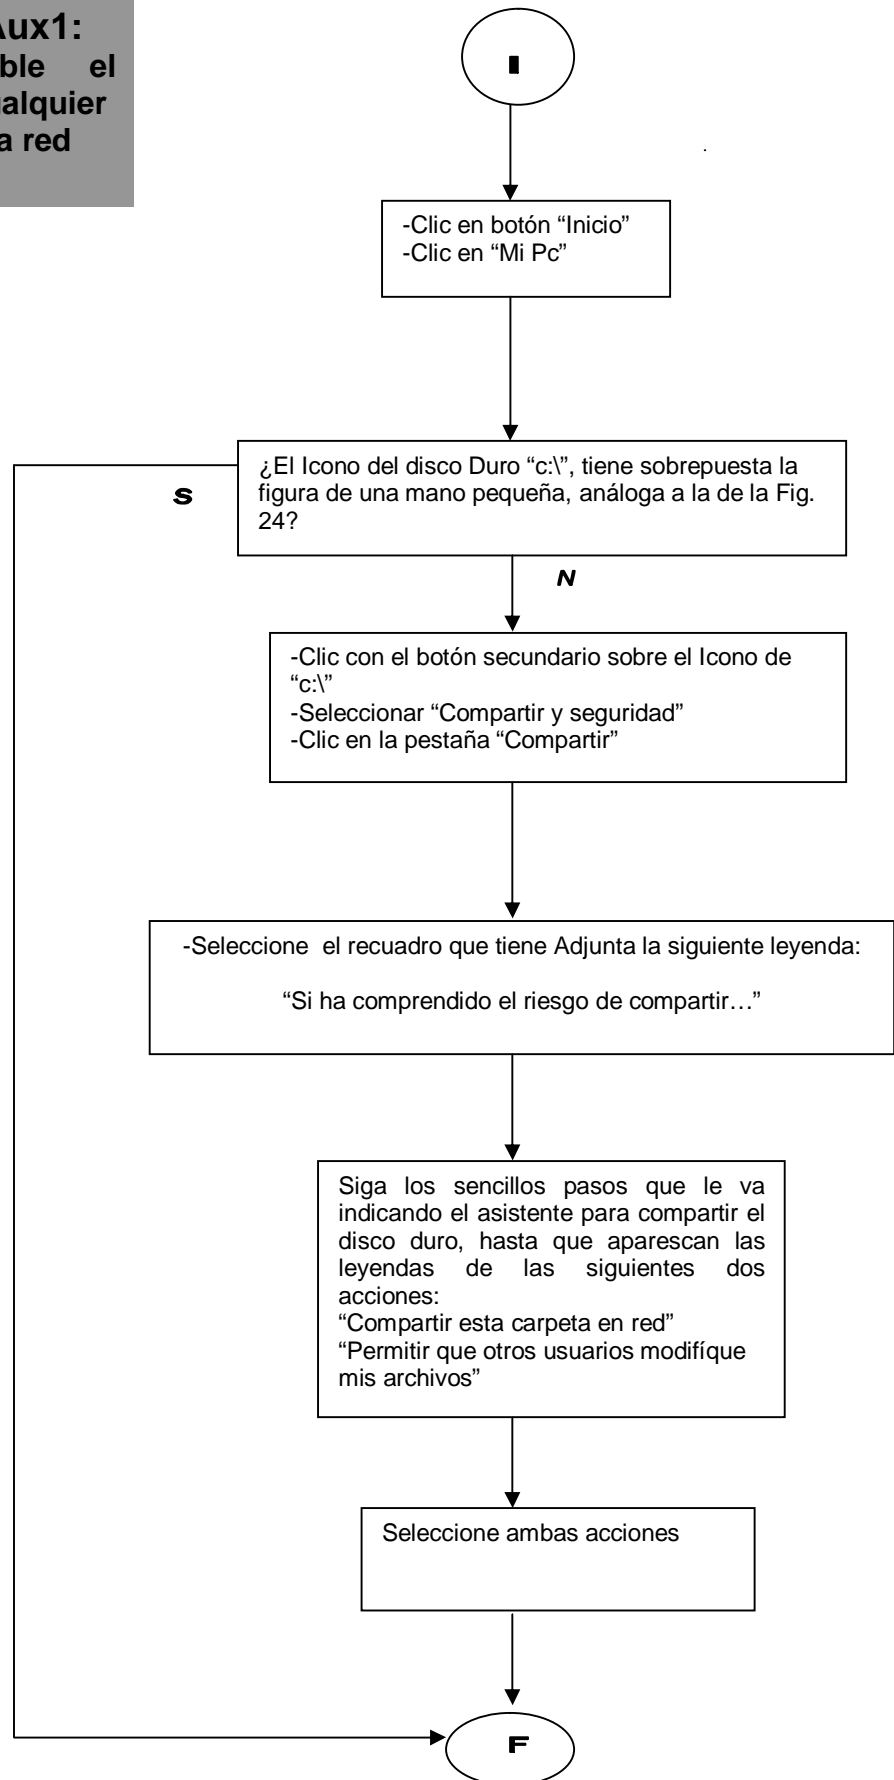 Aux1:
ble el
alquier
a red
I
-Clic en botón “Inicio”
-Clic en “Mi Pc”
¿El Icono del disco Duro “c:\”, tiene sobrepuesta la
figura de una mano pequeña, análoga a la de la Fig.
24?
S
N
-Clic con el botón secundario sobre el Icono de
“c:\”
-Seleccionar “Compartir y seguridad”
-Clic en la pestaña “Compartir”
-Seleccione el recuadro que tiene Adjunta la siguiente leyenda:
“Si ha comprendido el riesgo de compartir…”
Siga los sencillos pasos que le va
indicando el asistente para compartir el
disco duro, hasta que aparescan las
leyendas de las siguientes dos
acciones:
“Compartir esta carpeta en red”
“Permitir que otros usuarios modifíque
mis archivos”
Seleccione ambas acciones
F